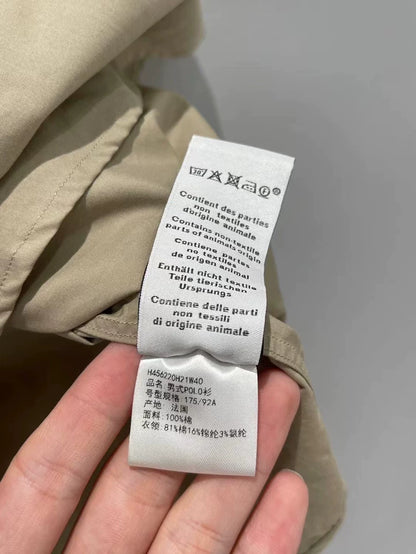 30
Contient des parties
non textiles
d'origine animale
Contains non-textile
parts of animals origin
Contiene partes
no textiles
de origen animal
Enthält nicht textile
Teile tierischen
Ursprungs
Contiene delle parti
non tessili
di origine animale
H456220H21W40
品名: 男式POLO衫
号型规格: 175/92A
产地: 法国
面料: 100%棉
衣领: 81%棉16%锦纶3%氨纶